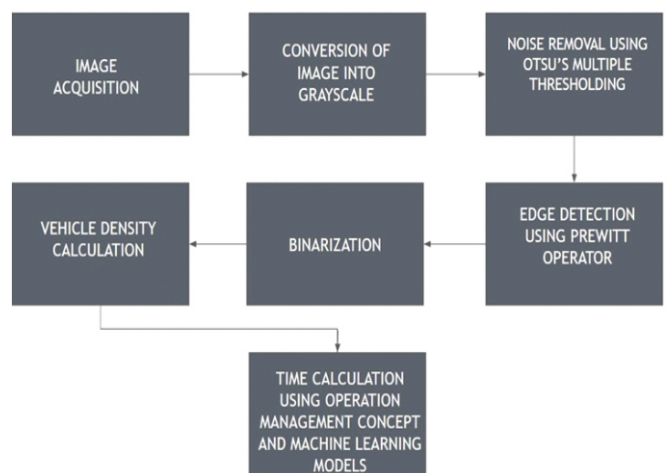 IMAGE
ACQUISITION
CONVERSION OF
IMAGE INTO
GRAYSCALE
NOISE REMOVAL USING
OTSU'S MULTIPLE
THRESHOLDING
VEHICLE DENSITY
CALCULATION
BINARIZATION
EDGE DETECTION
USING PREWITT
OPERATOR
TIME CALCULATION
USING OPERATION
MANAGEMENT CONCEPT
AND MACHINE LEARNING
MODELS